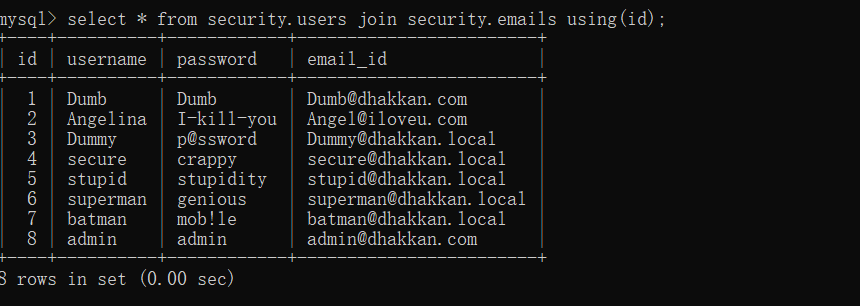 mysql> select * from security.users join security.emails using(id);
+----+----------+------------+-------------------------+
| id | username | password   | email_id                |
+----+----------+------------+-------------------------+
|  1 | Dumb     | Dumb       | Dumb@dhakkan.com        |
|  2 | Angelina | I-kill-you | Angel@iloveu.com        |
|  3 | Dummy    | p@ssword   | Dummy@dhakkan.local     |
|  4 | secure   | crappy     | secure@dhakkan.local    |
|  5 | stupid   | stupidity  | stupid@dhakkan.local    |
|  6 | superman | genious    | superman@dhakkan.local  |
|  7 | batman   | mob!le     | batman@dhakkan.local    |
|  8 | admin    | admin      | admin@dhakkan.com       |
+----+----------+------------+-------------------------+
8 rows in set (0.00 sec)